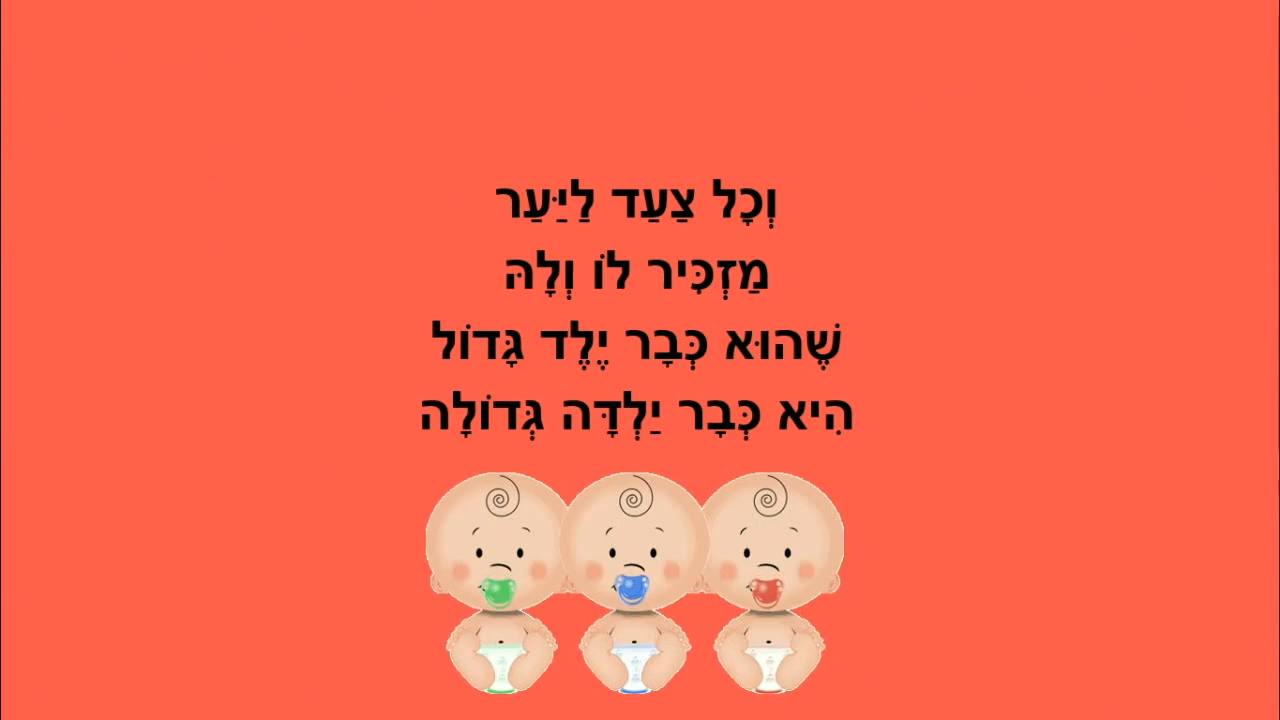 וְכָל צַעַד לַיַּעַר
מַזְכִּיר לוֹ וְלָהּ
שֶׁהוּא כְּבָר יֶלֶד גָּדוֹל
הִיא כְּבָר יַלְדָּה גְּדוֹלָה